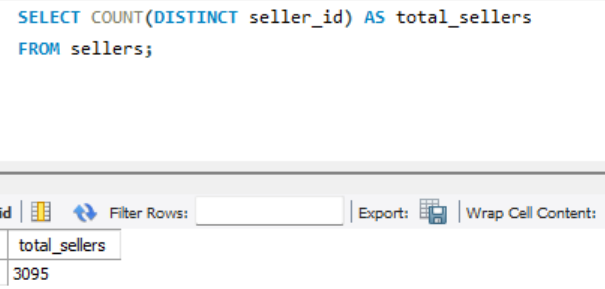 SELECT COUNT(DISTINCT seller_id) AS total_sellers
FROM sellers;
id Filter Rows: Export: Wrap Cell Content:
total_sellers
3095